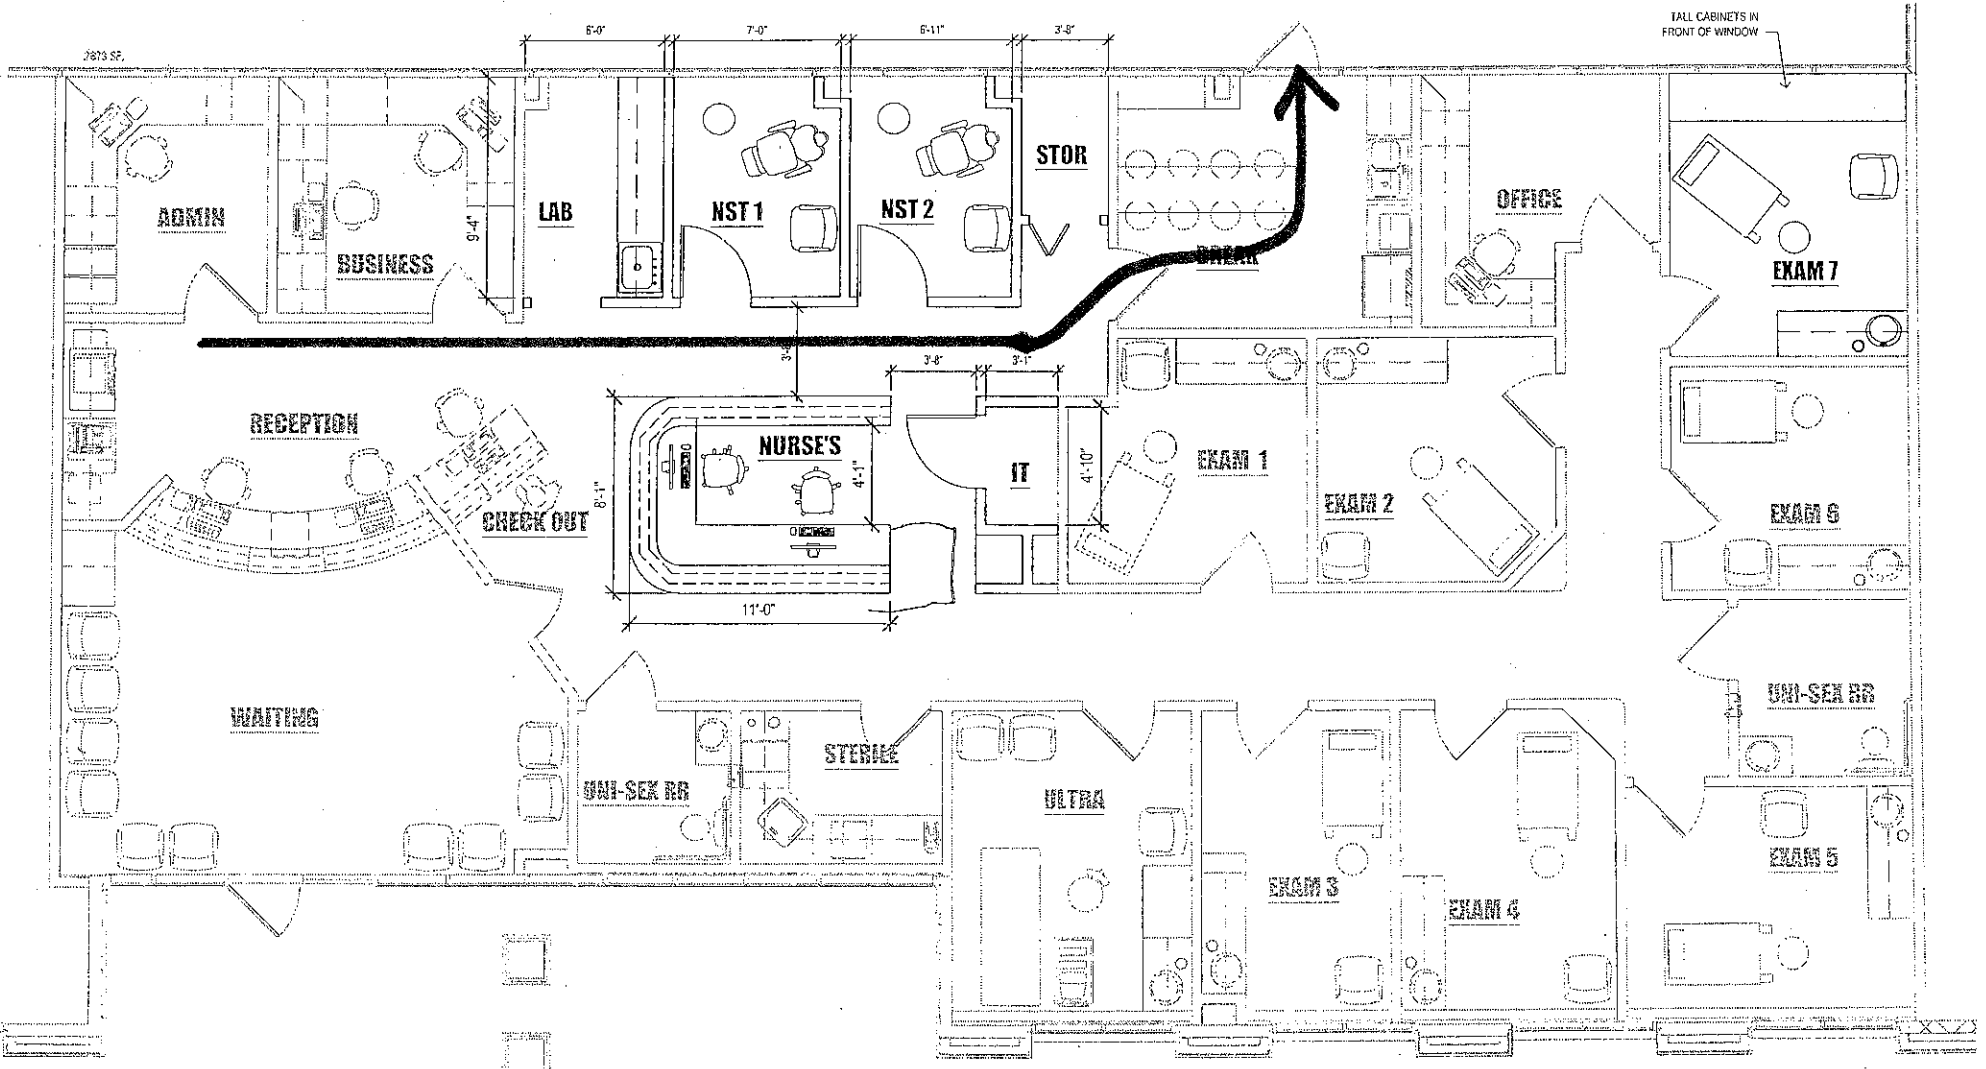 TALL CABINETS IN
FRONT OF WINDOW
2873 SF.
6'-0"
7'-0"
6'-11"
3'-8"
ADMIN
BUSINESS
9'-4"
LAB
NST 1
NST 2
STOR
BREAK
OFFICE
EXAM 7
3'-8"
3'-1"
RECEPTION
NURSE'S
4'-1"
IT
4'-10"
EXAM 1
EXAM 2
EXAM 6
8'-1"
CHECK OUT
11'-0"
WAITING
UNI-SEX RR
STERILE
UNI-SEX RR
ULTRA
EXAM 3
EXAM 4
EXAM 5